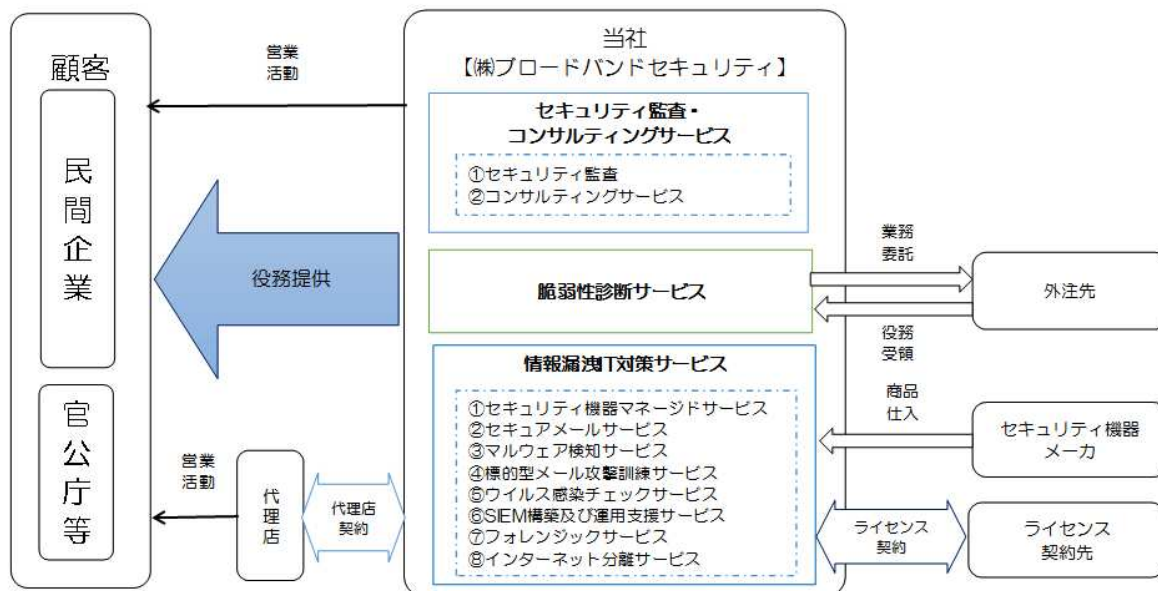 顧客
民間企業
官公庁等
営業
活動
役務提供
営業
活動
代理店
代理店
契約
当社
【㈱ブロードバンドセキュリティ】
セキュリティ監査・
コンサルティングサービス
①セキュリティ監査
②コンサルティングサービス
脆弱性診断サービス
情報漏洩IT対策サービス
①セキュリティ機器マネージドサービス
②セキュアメールサービス
③マルウェア検知サービス
④標的型メール攻撃訓練サービス
⑤ウイルス感染チェックサービス
⑥SIEM構築及び運用支援サービス
⑦フォレンジックサービス
⑧インターネット分離サービス
業務
委託
外注先
役務
受領
商品
仕入
セキュリティ機器
メーカ
ライセンス
契約
ライセンス
契約先